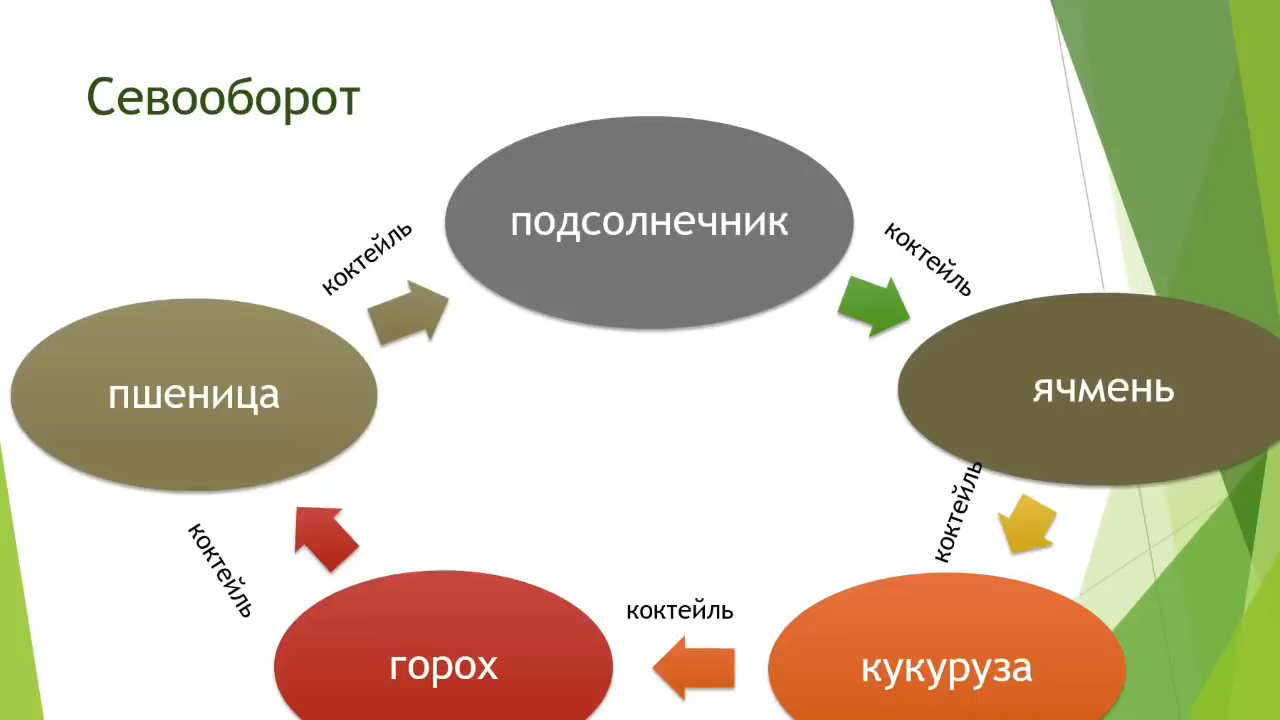 Севооборот
подсолнечник
коктейль
коктейль
пшеница
ячмень
коктейль
коктейль
коктейль
горох
кукуруза